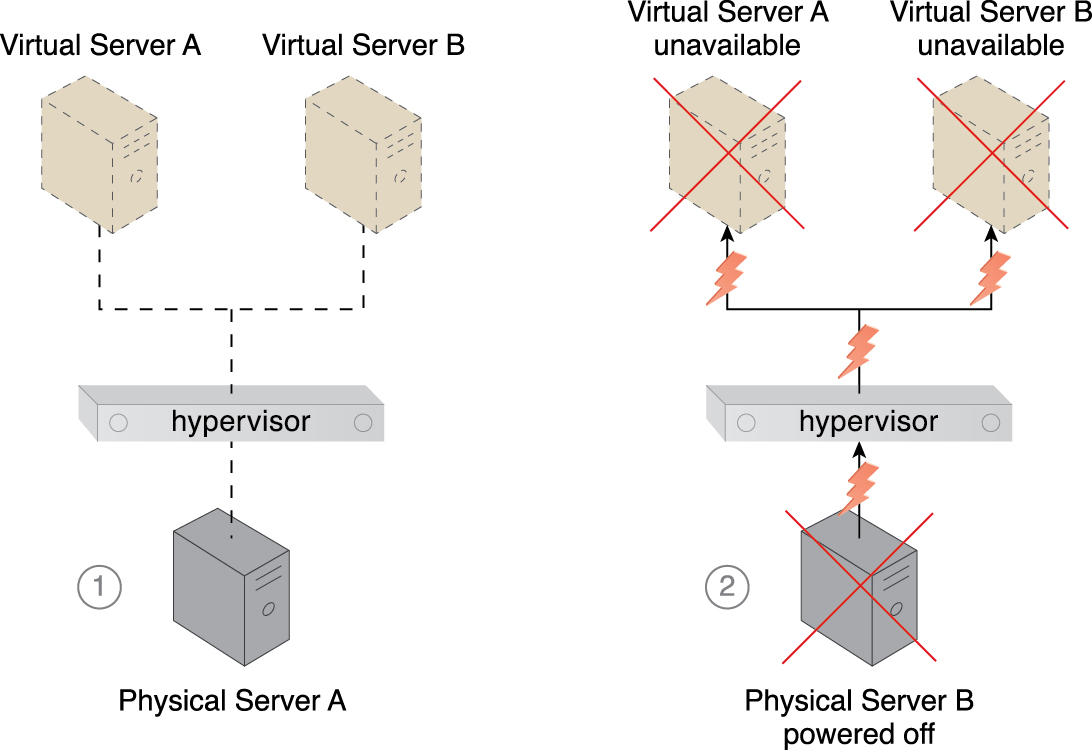 Virtual Server A
Virtual Server B
hypervisor
1
Physical Server A
Virtual Server A
unavailable
Virtual Server B
unavailable
hypervisor
2
Physical Server B
powered off